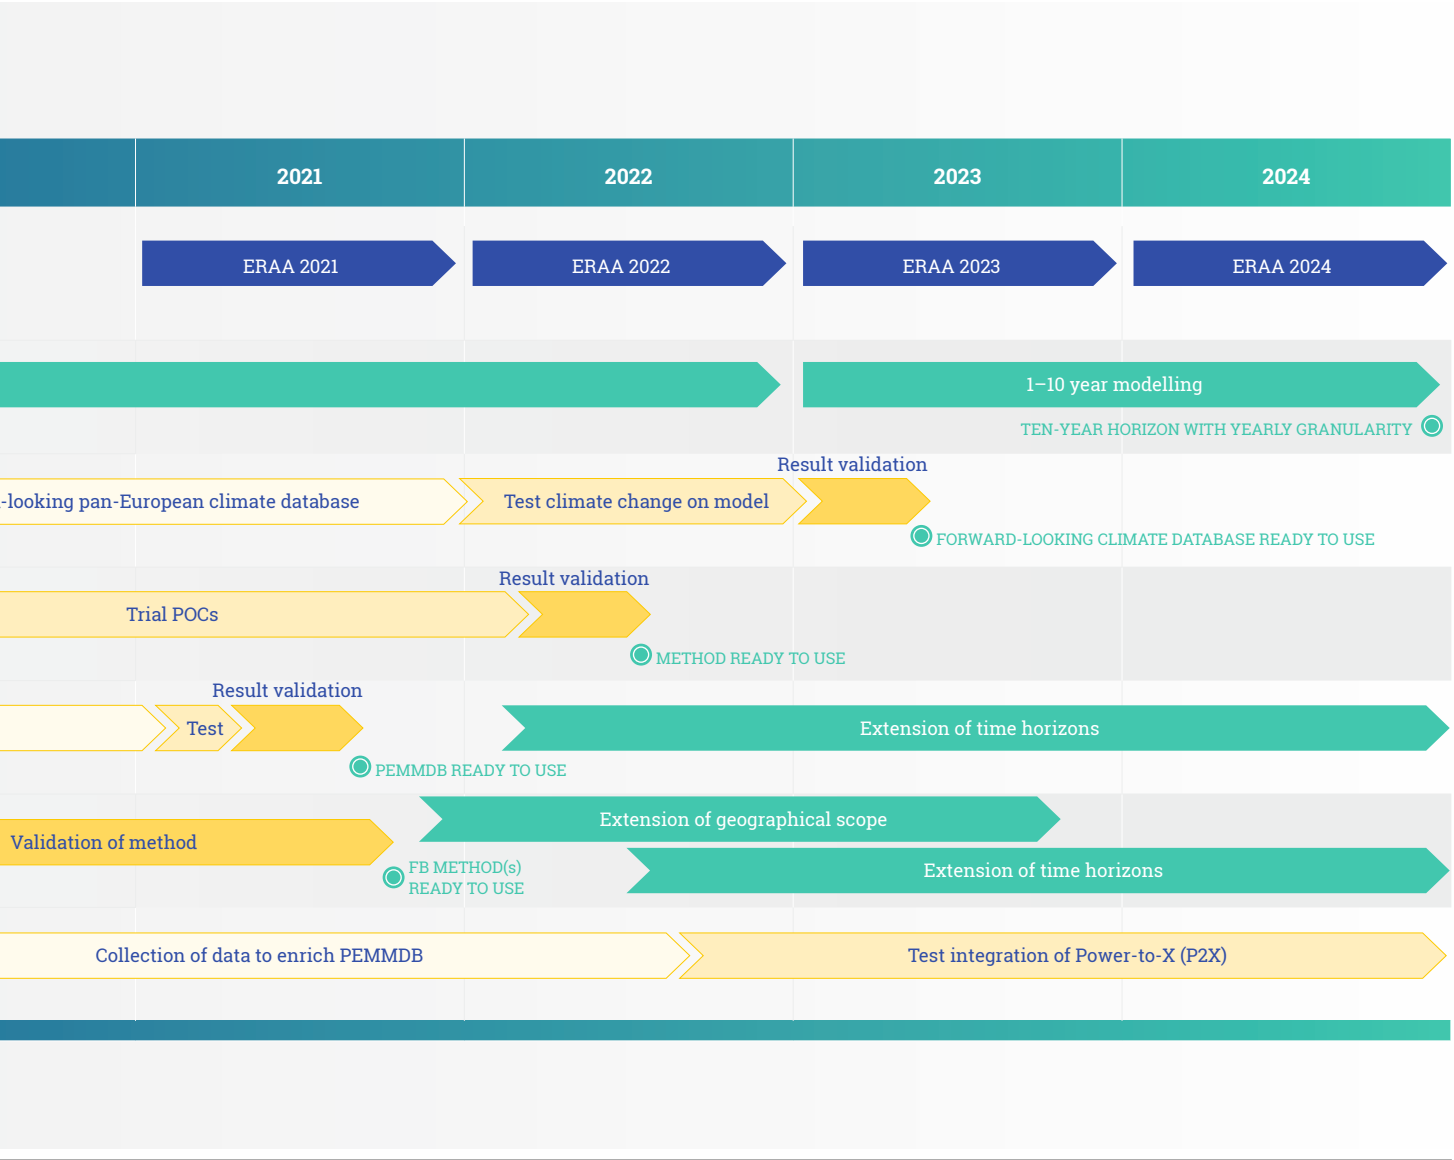 2021
2022
2023
2024
ERAA 2021
ERAA 2022
ERAA 2023
ERAA 2024
1–10 year modelling
TEN-YEAR HORIZON WITH YEARLY GRANULARITY
Result validation
-looking pan-European climate database
Test climate change on model
FORWARD-LOOKING CLIMATE DATABASE READY TO USE
Result validation
Trial POCs
METHOD READY TO USE
Result validation
Test
Extension of time horizons
PEMMDB READY TO USE
Extension of geographical scope
Validation of method
FB METHOD(s)
READY TO USE
Extension of time horizons
Collection of data to enrich PEMMDB
Test integration of Power-to-X (P2X)